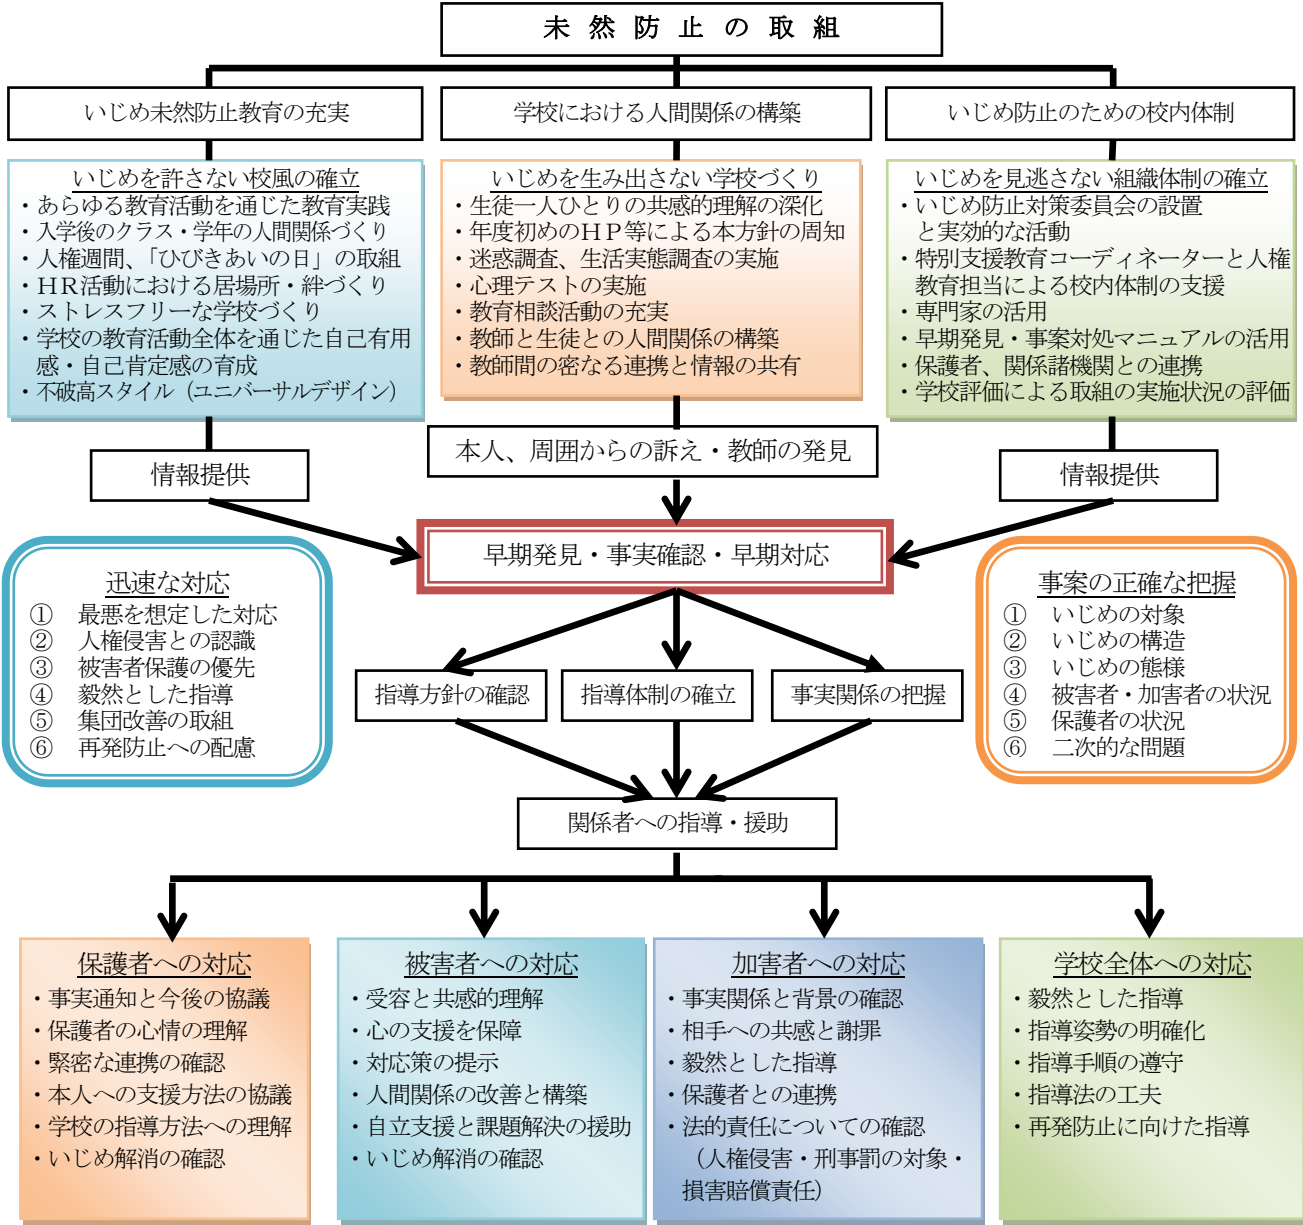 未然防止の取組
いじめ未然防止教育の充実
学校における人間関係の構築
いじめ防止のための校内体制
いじめを許さない校風の確立
・あらゆる教育活動を通じた教育実践
・入学後のクラス・学年の人間関係づくり
・人権週間、「ひびきあいの日」の取組
・ＨＲ活動における居場所・絆づくり
・ストレスフリーな学校づくり
・学校の教育活動全体を通じた自己有用
感・自己肯定感の育成
・不破高スタイル（ユニバーサルデザイン）
いじめを生み出さない学校づくり
・生徒一人ひとりの共感的理解の深化
・年度初めのＨＰ等による本方針の周知
・迷惑調査、生活実態調査の実施
・心理テストの実施
・教育相談活動の充実
・教師と生徒との人間関係の構築
・教師間の密なる連携と情報の共有
いじめを見逃さない組織体制の確立
・いじめ防止対策委員会の設置
と実効的な活動
・特別支援教育コーディネーターと人権
教育担当による校内体制の支援
・専門家の活用
・早期発見・事案対処マニュアルの活用
・保護者、関係諸機関との連携
・学校評価による取組の実施状況の評価
情報提供
本人、周囲からの訴え・教師の発見
情報提供
早期発見・事実確認・早期対応
迅速な対応
① 最悪を想定した対応
② 人権侵害との認識
③ 被害者保護の優先
④ 毅然とした指導
⑤ 集団改善の取組
⑥ 再発防止への配慮
事案の正確な把握
① いじめの対象
② いじめの構造
③ いじめの態様
④ 被害者・加害者の状況
⑤ 保護者の状況
⑥ 二次的な問題
指導方針の確認
指導体制の確立
事実関係の把握
関係者への指導・援助
保護者への対応
・事実通知と今後の協議
・保護者の心情の理解
・緊密な連携の確認
・本人への支援方法の協議
・学校の指導方法への理解
・いじめ解消の確認
被害者への対応
・受容と共感的理解
・心の支援を保障
・対応策の提示
・人間関係の改善と構築
・自立支援と課題解決の援助
・いじめ解消の確認
加害者への対応
・事実関係と背景の確認
・相手への共感と謝罪
・毅然とした指導
・保護者との連携
・法的責任についての確認
（人権侵害・刑事罰の対象・
損害賠償責任）
学校全体への対応
・毅然とした指導
・指導姿勢の明確化
・指導手順の遵守
・指導法の工夫
・再発防止に向けた指導